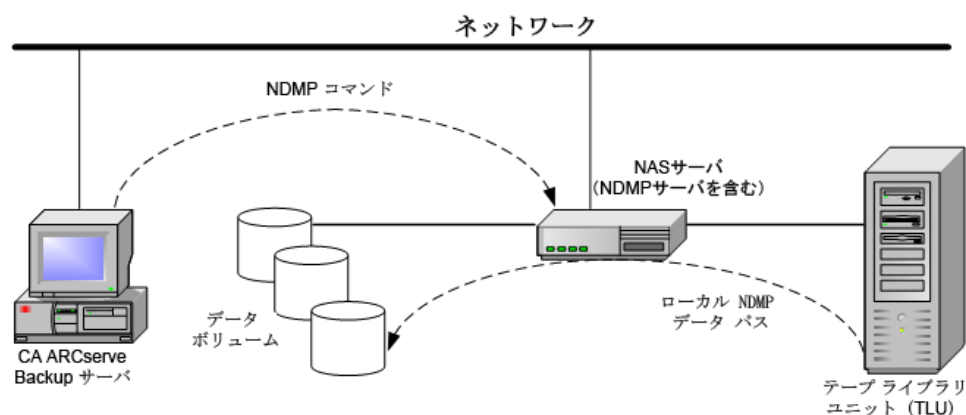 ネットワーク
NDMP コマンド
NASサーバ
(NDMPサーバを含む)
データ
ボリューム
ローカル NDMP
データ パス
CA ARCserve
Backup サーバ
テープ ライブラリ
ユニット (TLU)